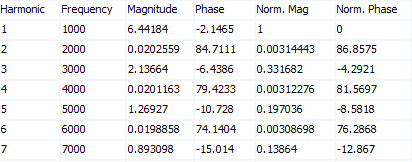 Harmonic Frequency Magnitude Phase Norm. Mag Norm. Phase
1 1000 6.44184 -2.1465 1 0
2 2000 0.0202559 84.7111 0.00314443 86.8575
3 3000 2.13664 -6.4386 0.331682 -4.2921
4 4000 0.0201163 79.4233 0.00312276 81.5697
5 5000 1.26927 -10.728 0.197036 -8.5818
6 6000 0.0198858 74.1404 0.00308698 76.2868
7 7000 0.893098 -15.014 0.13864 -12.867